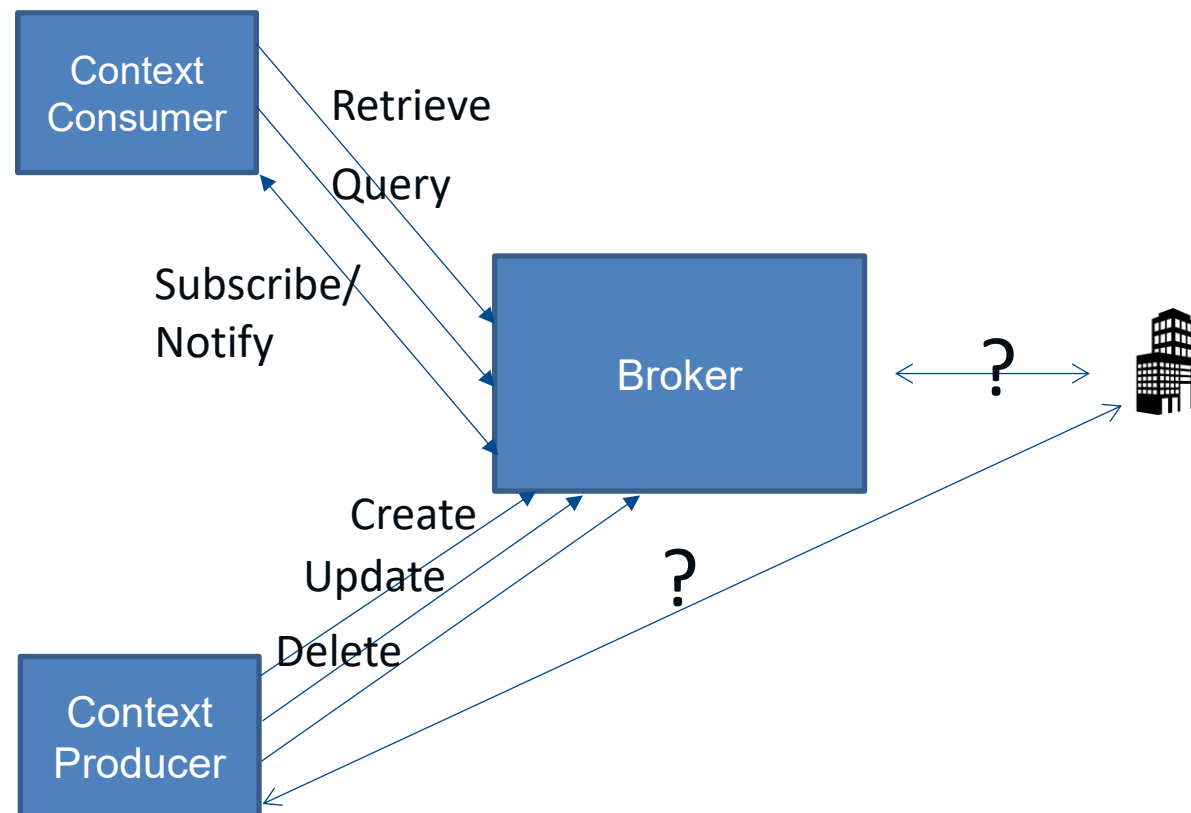 Context
Consumer
Retrieve
Query
Subscribe/
Notify
Broker
?
Create
Update
?
Delete
Context
Producer